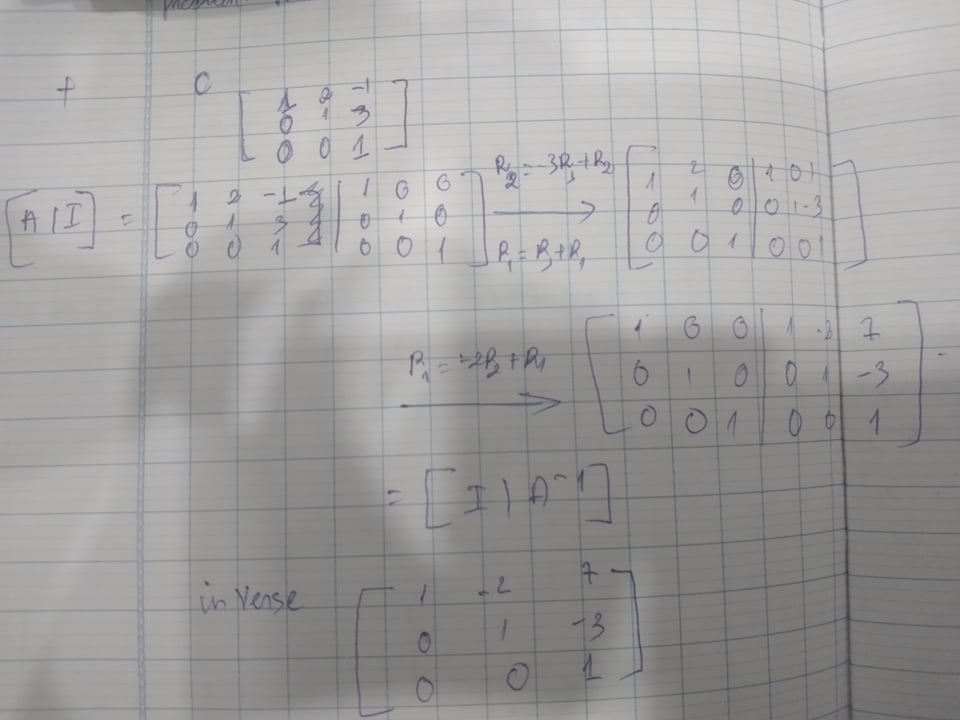 C
[ 1 2 -1
0 1 3
0 0 1 ]
[A | I] = [ 1 2 -1 | 1 0 0
0 1 3 | 0 1 0
0 0 1 | 0 0 1 ]
R2 = -3R3 + R2
R1 = R3 + R1
[ 1 2 0 | 1 0 1
0 1 0 | 0 1 -3
0 0 1 | 0 0 1 ]
R1 = -2R2 + R1
[ 1 0 0 | 1 -2 7
0 1 0 | 0 1 -3
0 0 1 | 0 0 1 ]
= [ I | A^-1 ]
inverse [ 1 -2 7
0 1 -3
0 0 1 ]